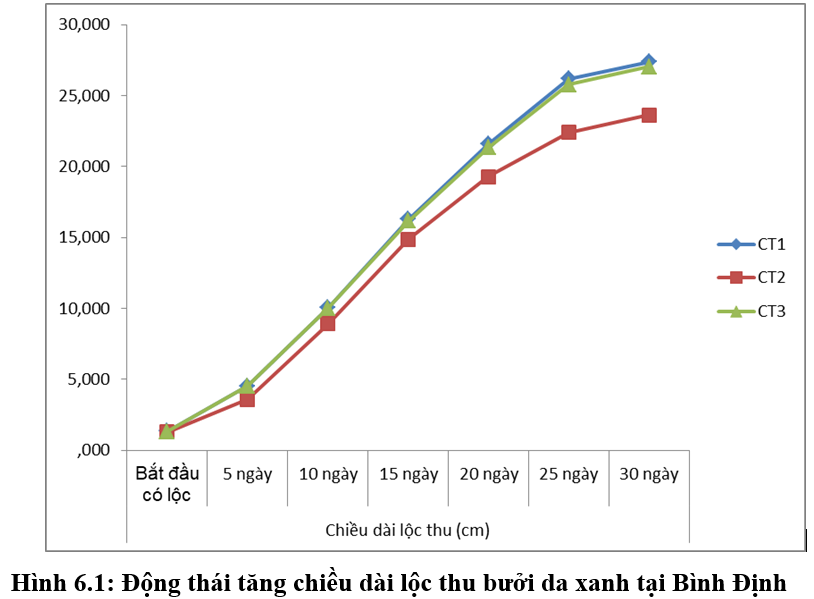 30,000
25,000
20,000
15,000
10,000
5,000
,000
Bắt đầu có lộc
5 ngày
10 ngày
15 ngày
20 ngày
25 ngày
30 ngày
Chiều dài lộc thu (cm)
CT1
CT2
CT3
Hình 6.1: Động thái tăng chiều dài lộc thu bưởi da xanh tại Bình Định